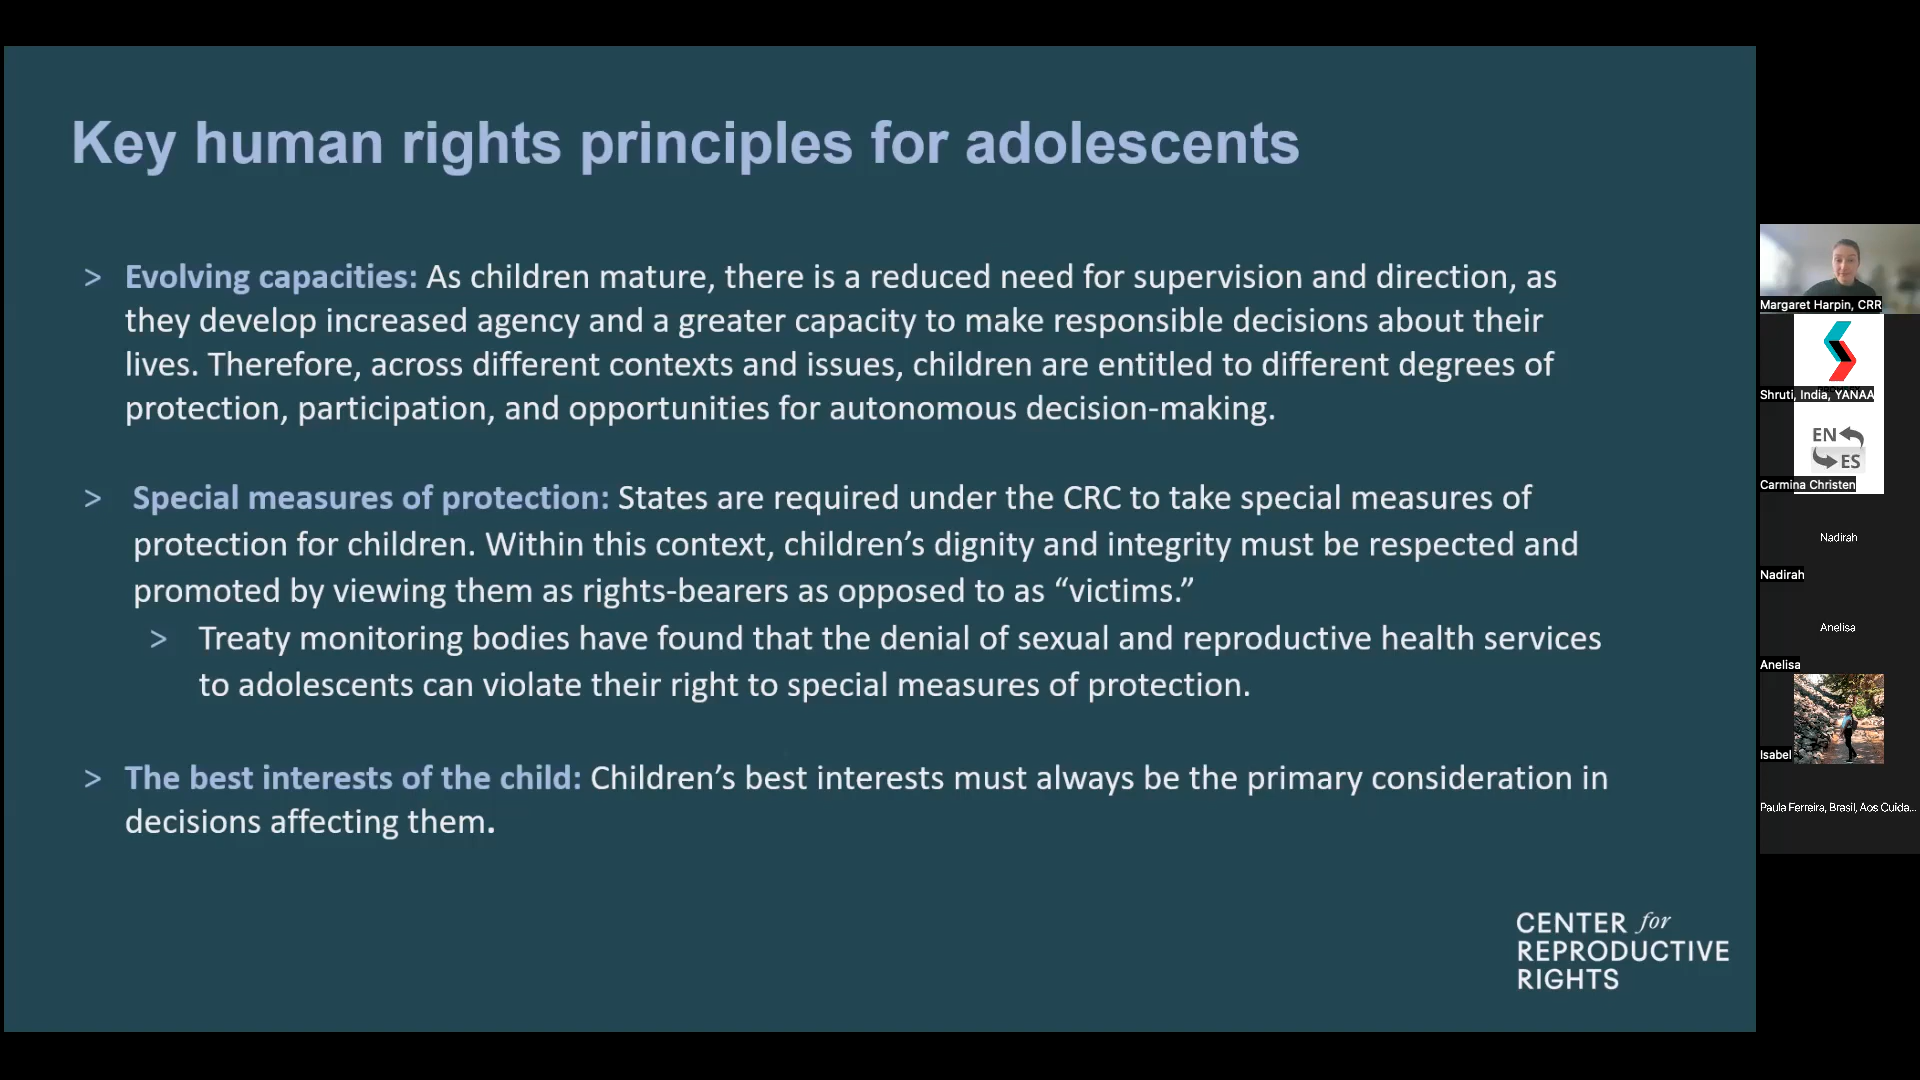 Key human rights principles for adolescents
> Evolving capacities: As children mature, there is a reduced need for supervision and direction, as
they develop increased agency and a greater capacity to make responsible decisions about their
lives. Therefore, across different contexts and issues, children are entitled to different degrees of
protection, participation, and opportunities for autonomous decision-making.
> Special measures of protection: States are required under the CRC to take special measures of
protection for children. Within this context, children’s dignity and integrity must be respected and
promoted by viewing them as rights-bearers as opposed to as “victims.”
> Treaty monitoring bodies have found that the denial of sexual and reproductive health services
to adolescents can violate their right to special measures of protection.
> The best interests of the child: Children’s best interests must always be the primary consideration in
decisions affecting them.
CENTER for
REPRODUCTIVE
RIGHTS
Margaret Harpin, CRR
Shruti, India, YANAA
EN
ES
Carmina Christen
Nadirah
Nadirah
Anelisa
Anelisa
Isabel
Paula Ferreira, Brasil, Aos Cuida...